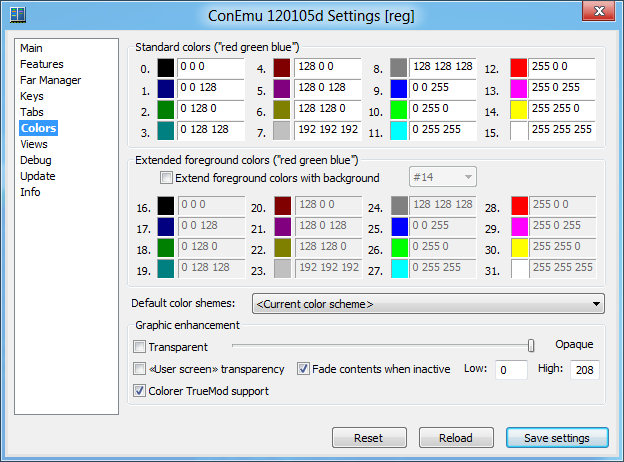 ConEmu 120105d Settings [reg]
Main
Features
Far Manager
Keys
Tabs
Colors
Views
Debug
Update
Info
Standard colors ("red green blue")
0. 0 0 0 4. 128 0 0 8. 128 128 128 12. 255 0 0
1. 0 0 128 5. 128 0 128 9. 0 0 255 13. 255 0 255
2. 0 128 0 6. 128 128 0 10. 0 255 0 14. 255 255 0
3. 0 128 128 7. 192 192 192 11. 0 255 255 15. 255 255 255
Extended foreground colors ("red green blue")
Extend foreground colors with background #14
16. 0 0 0 20. 128 0 0 24. 128 128 128 28. 255 0 0
17. 0 0 128 21. 128 0 128 25. 0 0 255 29. 255 0 255
18. 0 128 0 22. 128 128 0 26. 0 255 0 30. 255 255 0
19. 0 128 128 23. 192 192 192 27. 0 255 255 31. 255 255 255
Default color shemes: <Current color scheme>
Graphic enhancement
Transparent Opaque
«User screen» transparency Fade contents when inactive Low: 0 High: 208
Colorer TrueMod support
Reset Reload Save settings